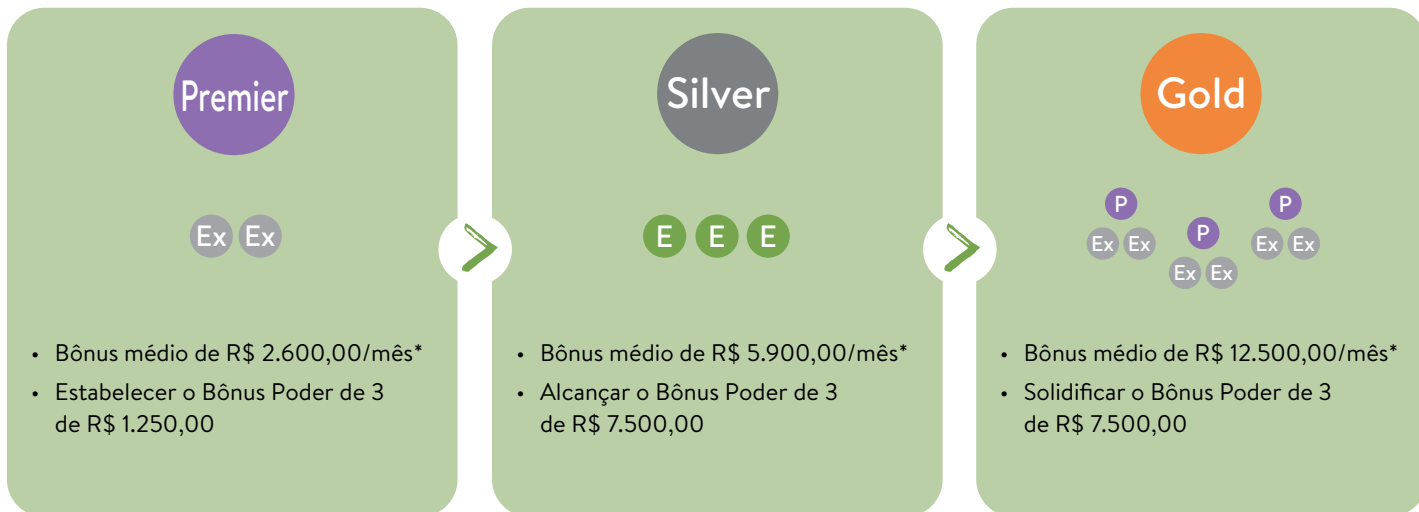 Premier
Ex Ex
• Bônus médio de R$ 2.600,00/mês*
• Estabelecer o Bônus Poder de 3
de R$ 1.250,00
Silver
E E E
• Bônus médio de R$ 5.900,00/mês*
• Alcançar o Bônus Poder de 3
de R$ 7.500,00
Gold
P P P
Ex Ex Ex Ex Ex Ex
• Bônus médio de R$ 12.500,00/mês*
• Solidificar o Bônus Poder de 3
de R$ 7.500,00